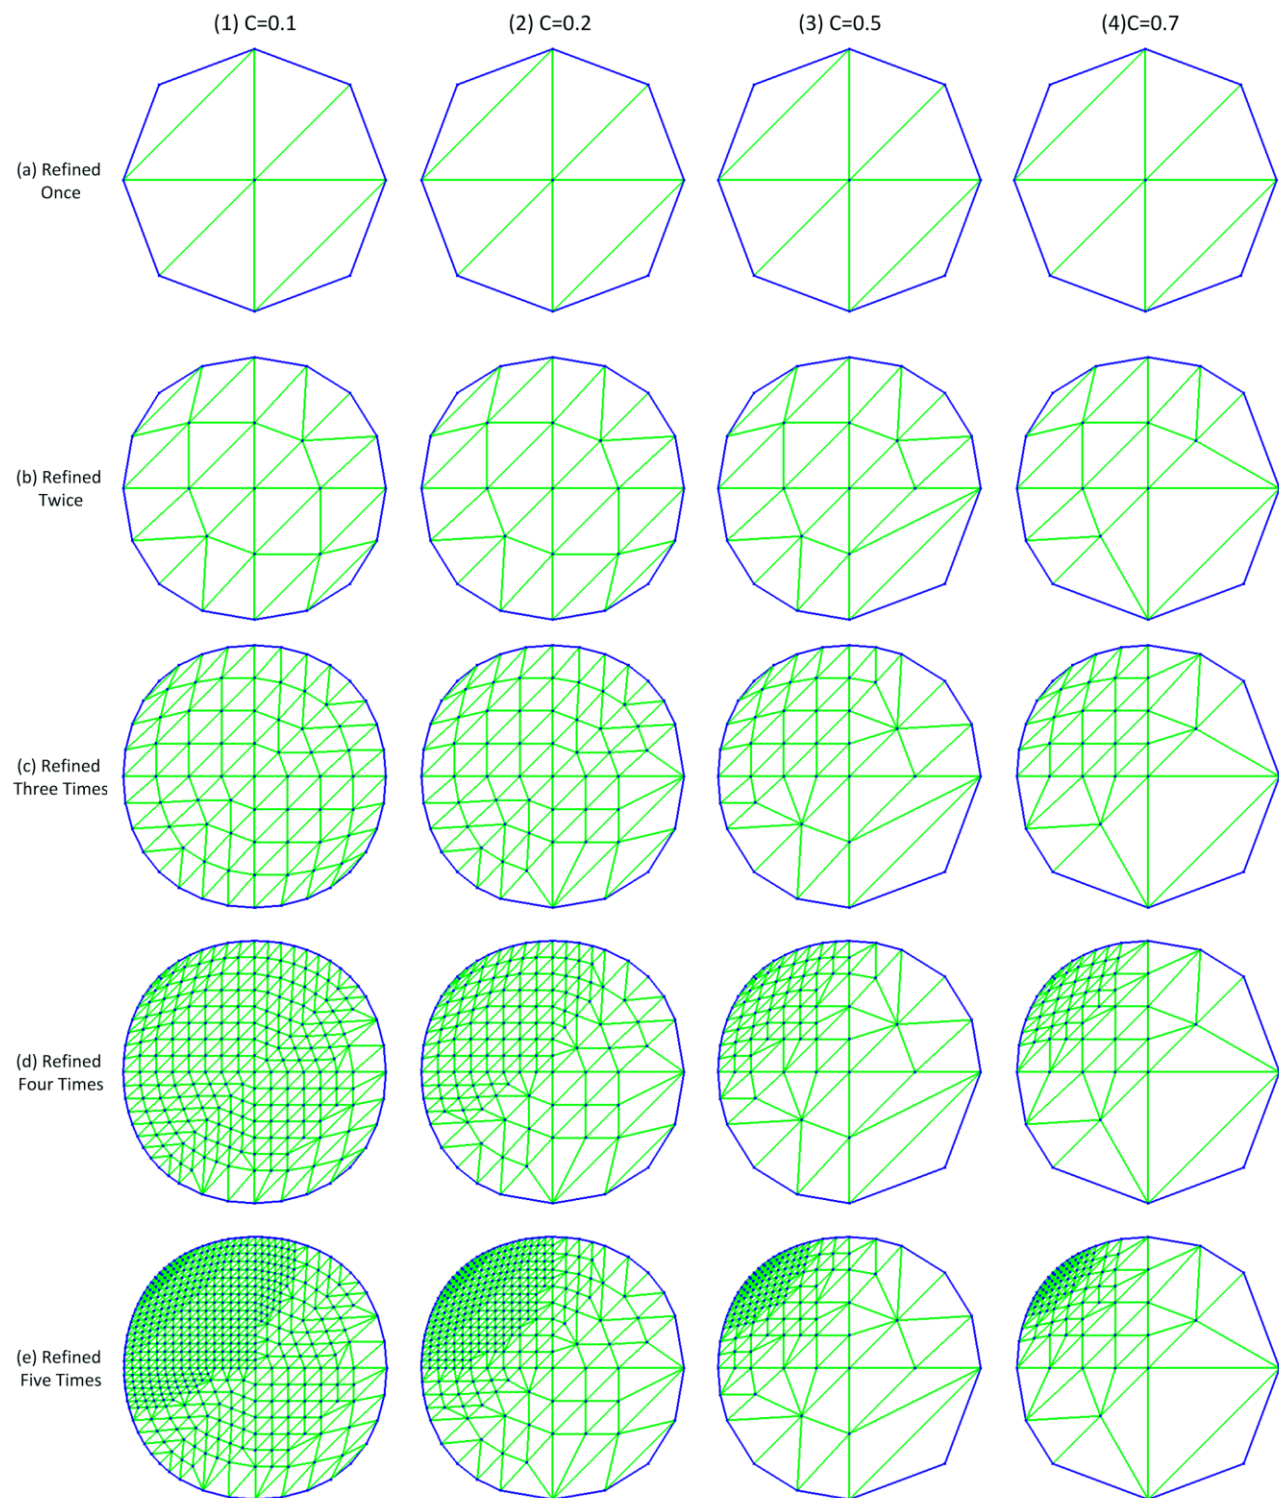 (1) C=0.1
(2) C=0.2
(3) C=0.5
(4)C=0.7
(a) Refined
Once
(b) Refined
Twice
(c) Refined
Three Times
(d) Refined
Four Times
(e) Refined
Five Times